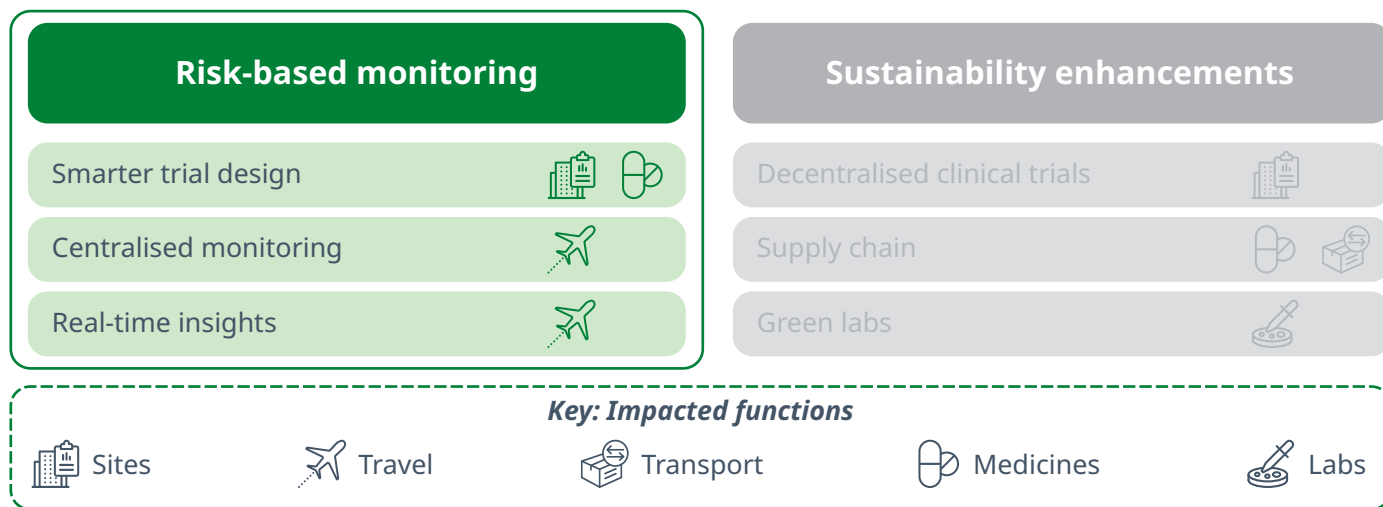 Risk-based monitoring
Smarter trial design
Centralised monitoring
Real-time insights
Sustainability enhancements
Decentralised clinical trials
Supply chain
Green labs
Key: Impacted functions
Sites
Travel
Transport
Medicines
Labs